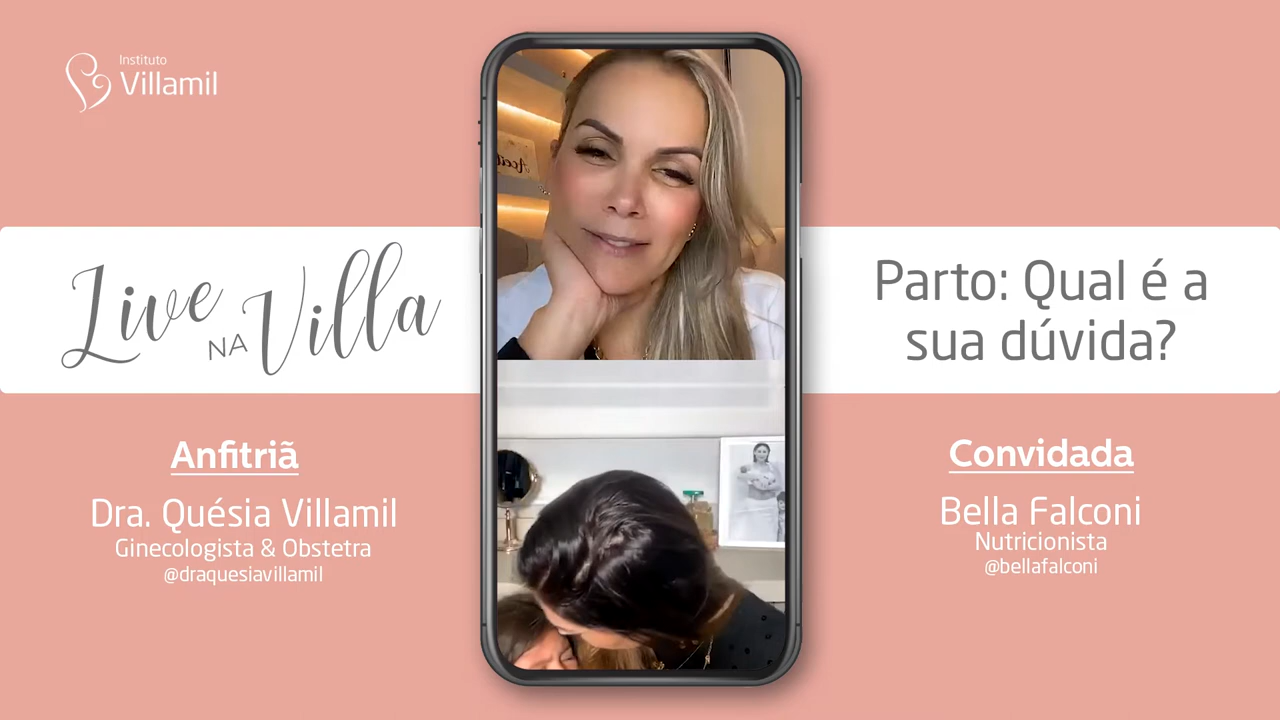 Instituto
Villamil
Live NA Villa
Parto: Qual é a
sua dúvida?
Anfitriã
Dra. Quésia Villamil
Ginecologista & Obstetra
@draquesiavillamil
Convidada
Bella Falconi
Nutricionista
@bellafalconi